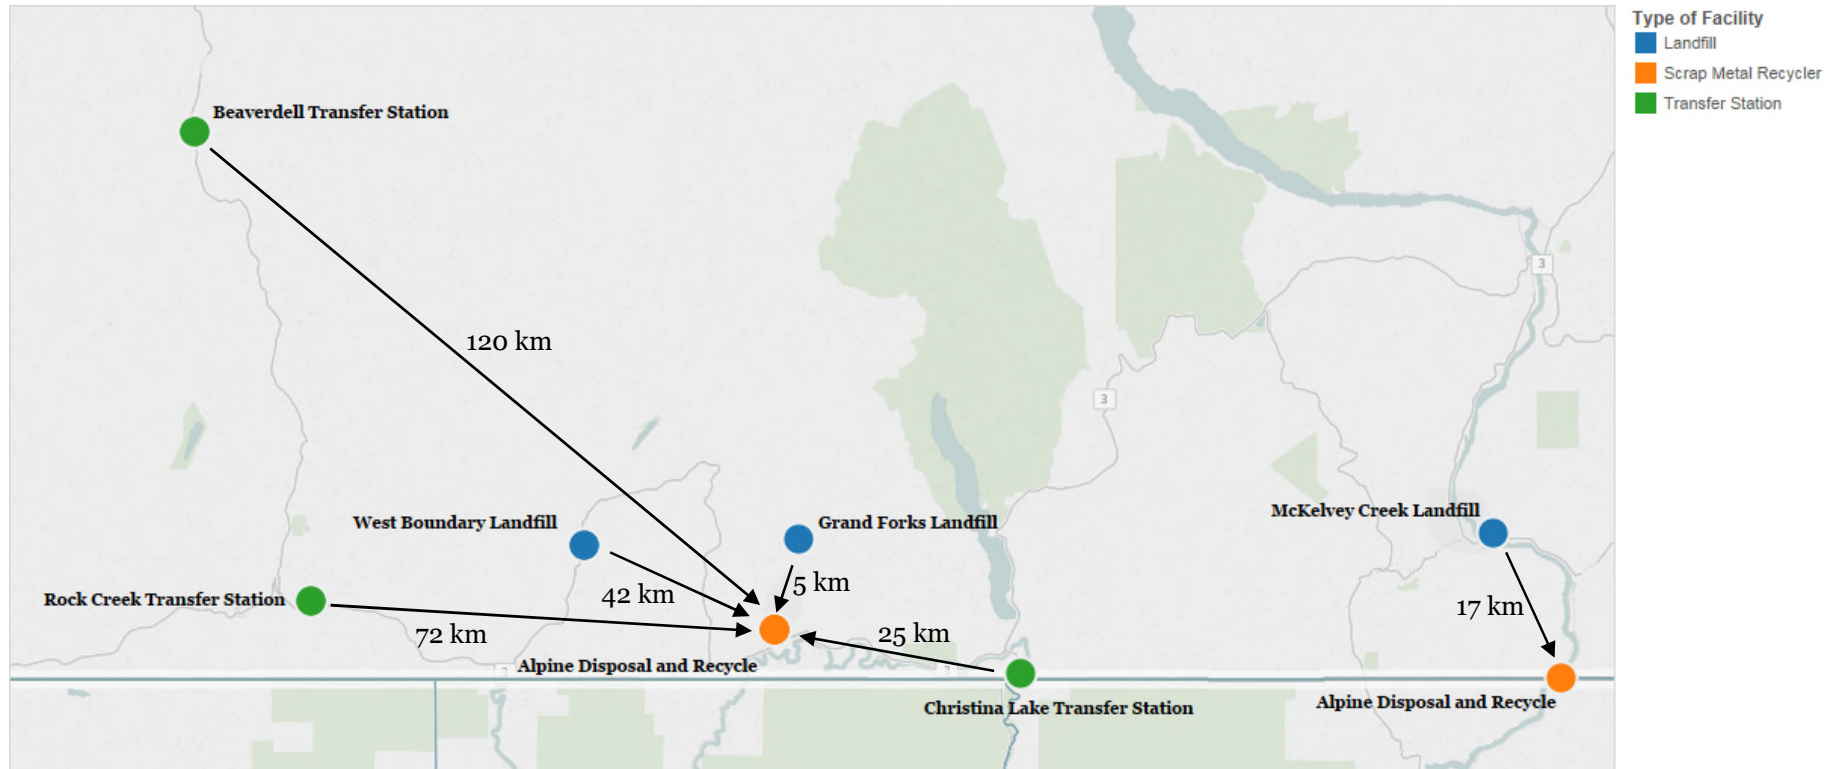 Type of Facility
Landfill
Scrap Metal Recycler
Transfer Station
Beaverdell Transfer Station
120 km
3
3
West Boundary Landfill
Grand Forks Landfill
McKelvey Creek Landfill
Rock Creek Transfer Station
42 km
5 km
72 km
25 km
17 km
Alpine Disposal and Recycle
3
3
Christina Lake Transfer Station
Alpine Disposal and Recycle